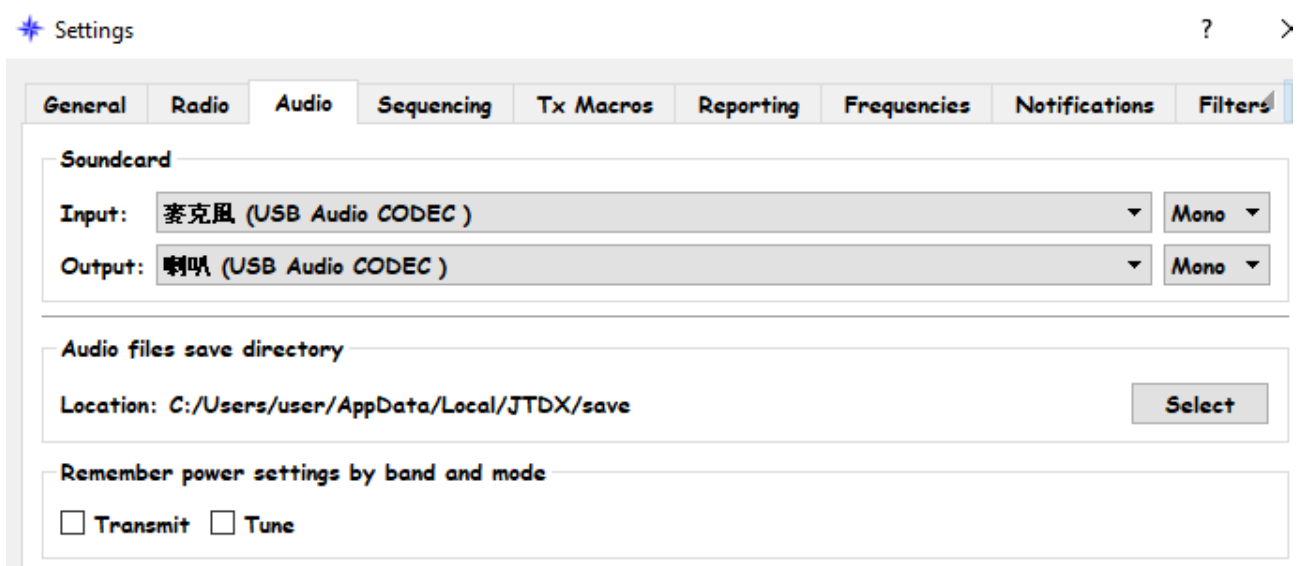 Settings ?
General Radio Audio Sequencing Tx Macros Reporting Frequencies Notifications Filters
Soundcard
Input: 麥克風 (USB Audio CODEC ) Mono
Output: 喇叭 (USB Audio CODEC ) Mono
Audio files save directory
Location: C:/Users/user/AppData/Local/JTDX/save Select
Remember power settings by band and mode
Transmit Tune